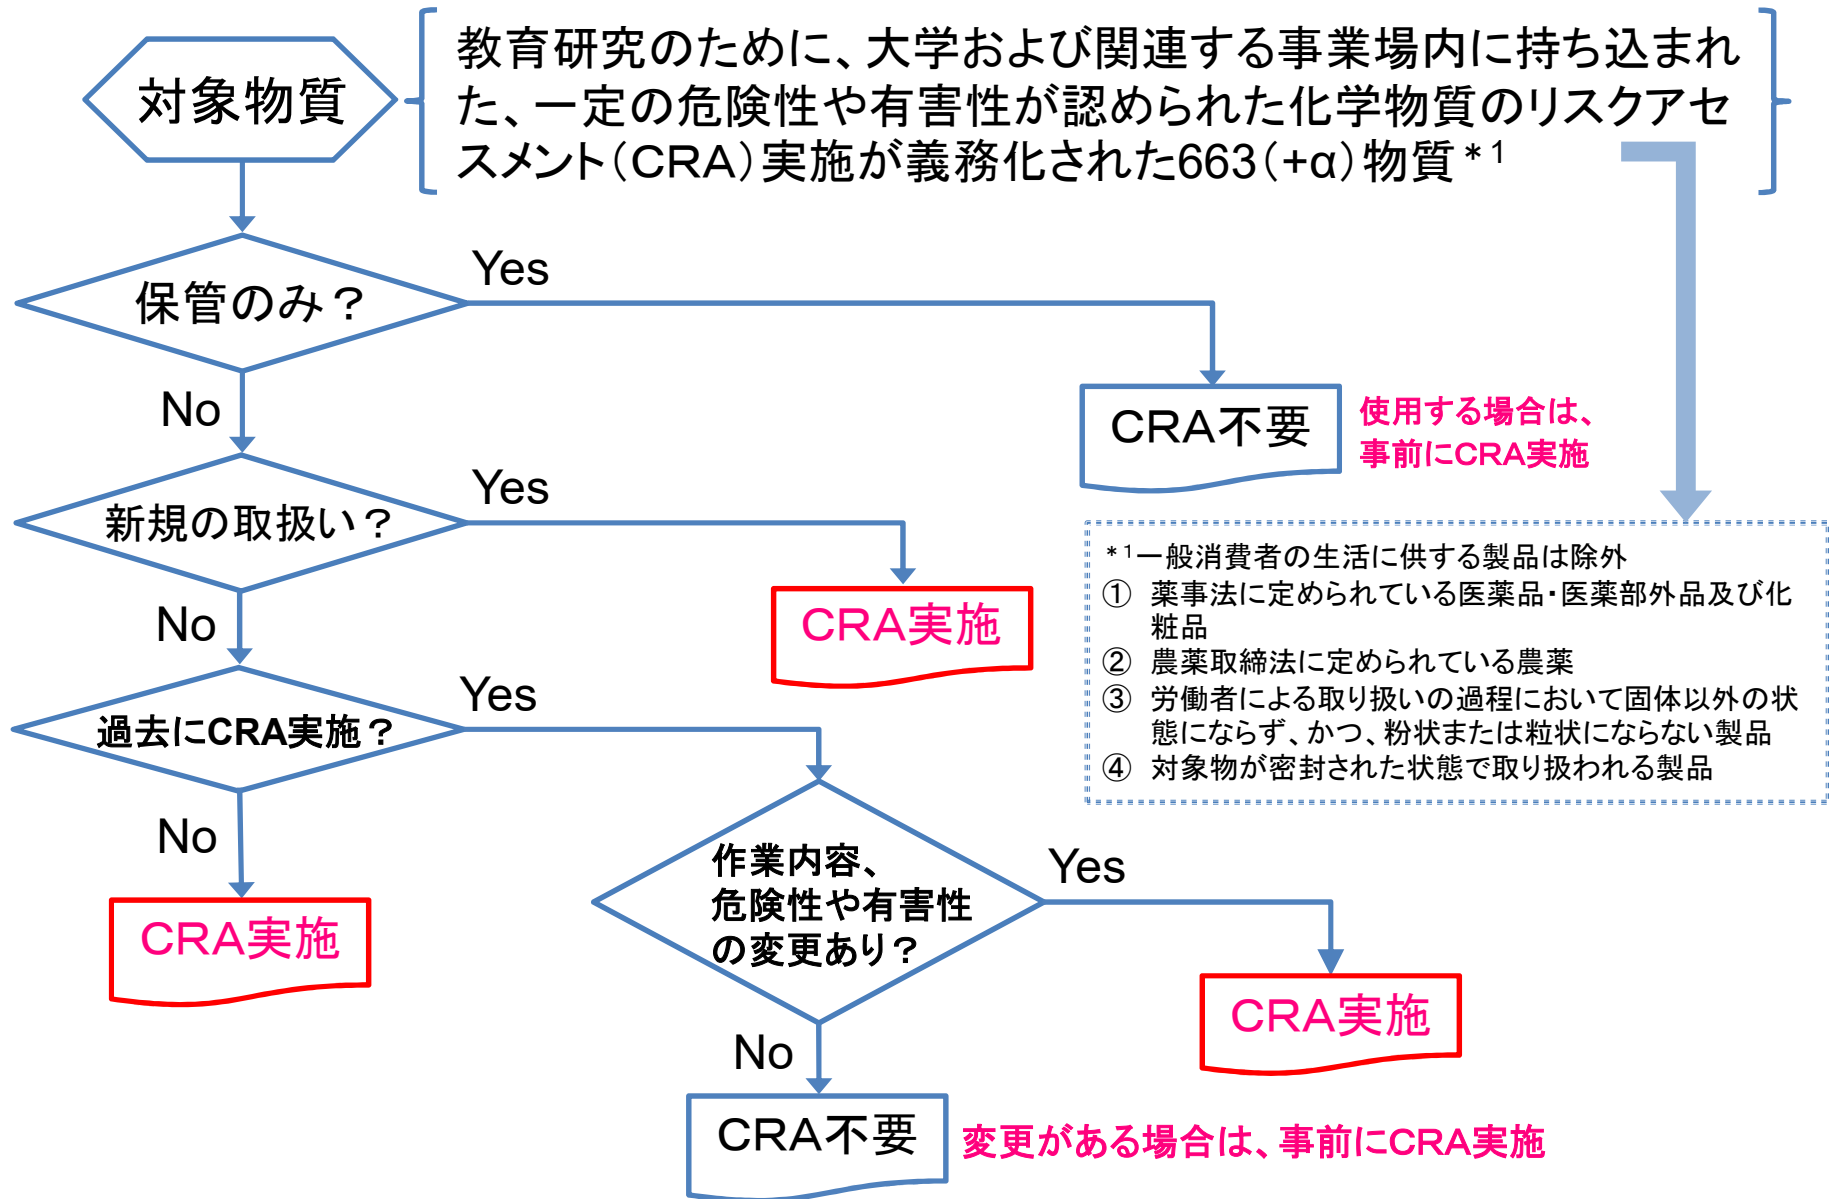 対象物質
教育研究のために、大学および関連する事業場内に持ち込まれ
た、一定の危険性や有害性が認められた化学物質のリスクアセ
スメント（CRA）実施が義務化された663（+α）物質*1
保管のみ？
Yes
No
CRA不要
使用する場合は、
事前にCRA実施
新規の取扱い？
Yes
No
CRA実施
*1一般消費者の生活に供する製品は除外
① 薬事法に定められている医薬品・医薬部外品及び化
粧品
② 農薬取締法に定められている農薬
③ 労働者による取り扱いの過程において固体以外の状
態にならず、かつ、粉状または粒状にならない製品
④ 対象物が密封された状態で取り扱われる製品
過去にCRA実施？
Yes
No
CRA実施
作業内容、
危険性や有害性
の変更あり？
Yes
No
CRA実施
CRA不要
変更がある場合は、事前にCRA実施